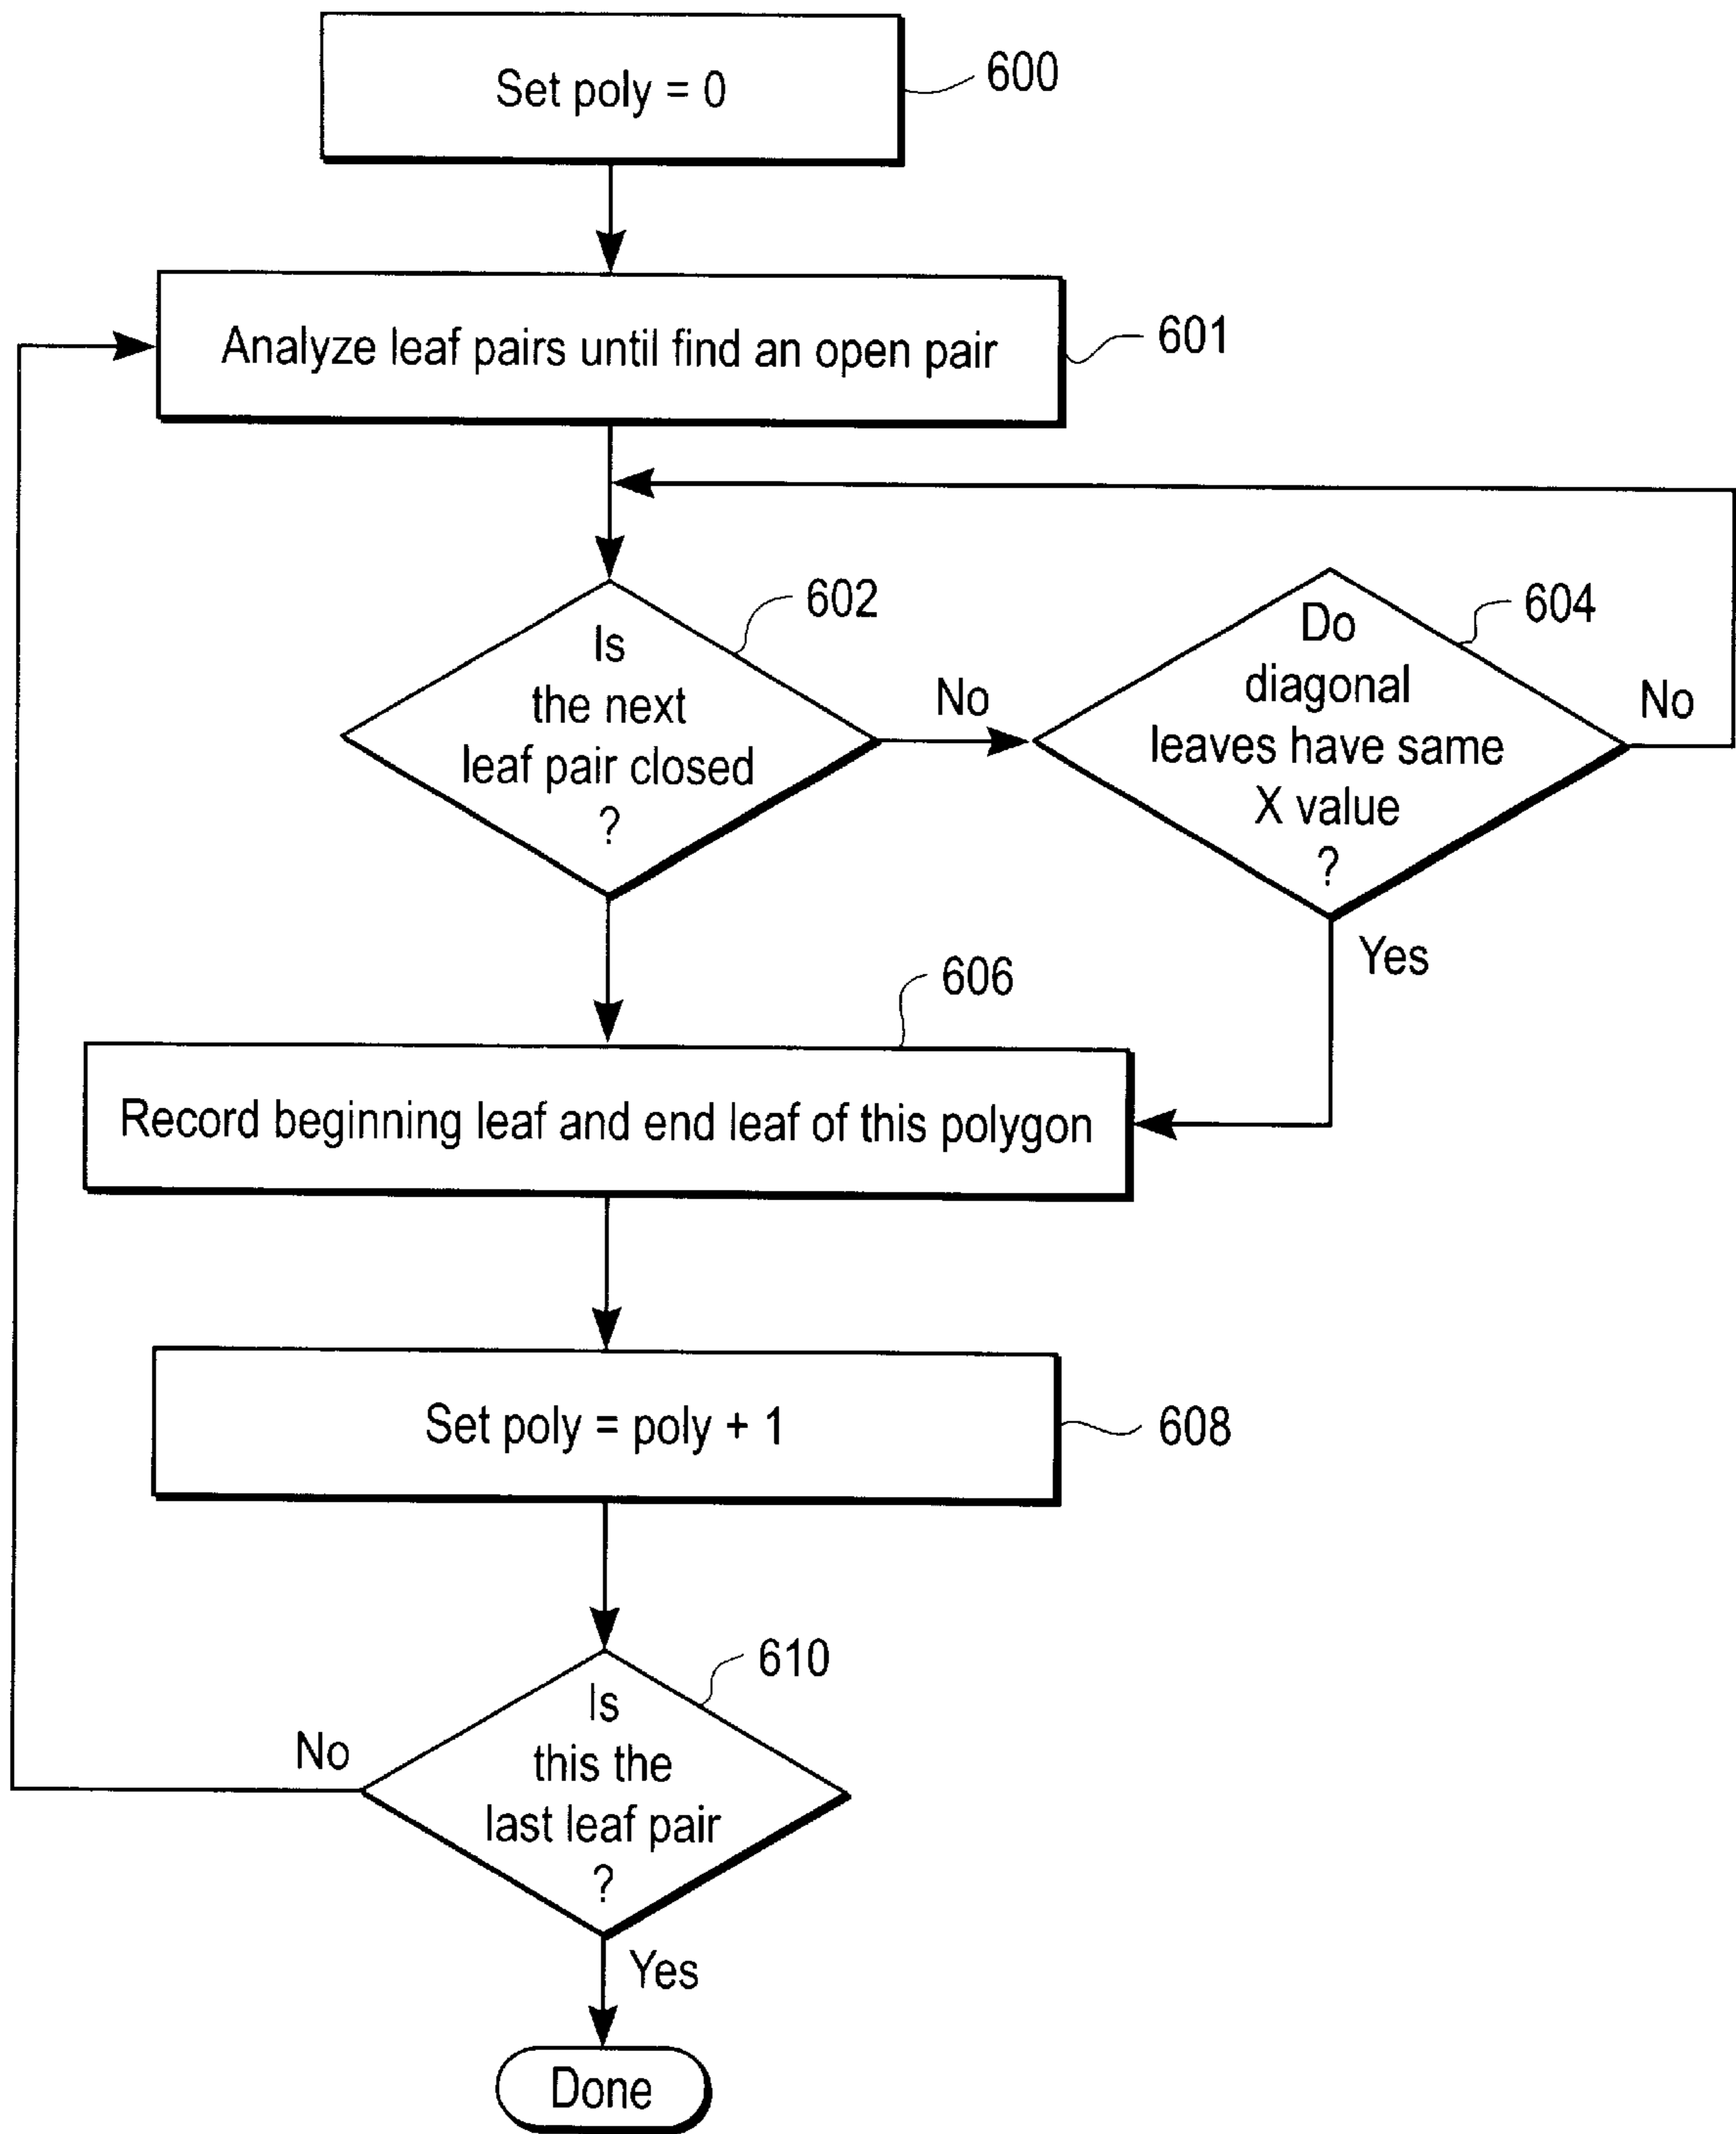 Set poly = 0
600
Analyze leaf pairs until find an open pair
601
Is
the next
leaf pair closed
?
602
No
Do
diagonal
leaves have same
X value
?
604
No
Yes
606
Record beginning leaf and end leaf of this polygon
Set poly = poly + 1
608
610
Is
this the
last leaf pair
?
No
Yes
Done